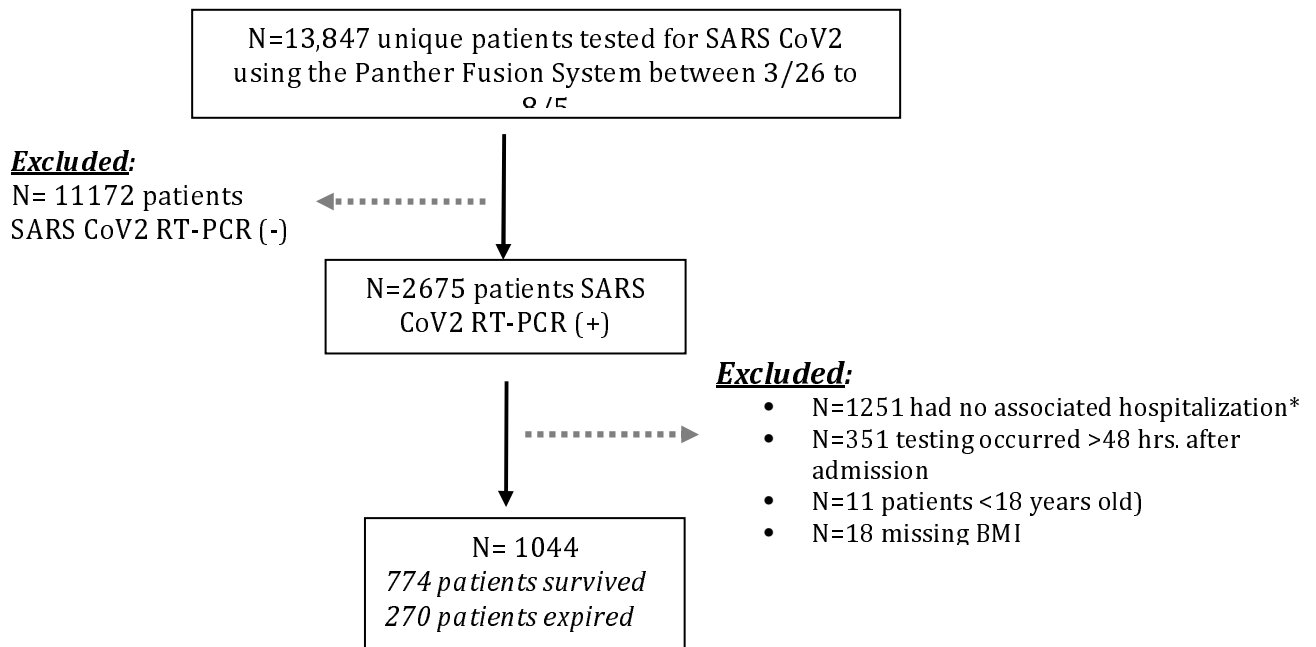 N=13,847 unique patients tested for SARS CoV2
using the Panther Fusion System between 3/26 to
8/5
Excluded:
N= 11172 patients
SARS CoV2 RT-PCR (-)
N=2675 patients SARS
CoV2 RT-PCR (+)
Excluded:
• N=1251 had no associated hospitalization*
• N=351 testing occurred >48 hrs. after
admission
• N=11 patients <18 years old)
• N=18 missing BMI
N= 1044
774 patients survived
270 patients expired